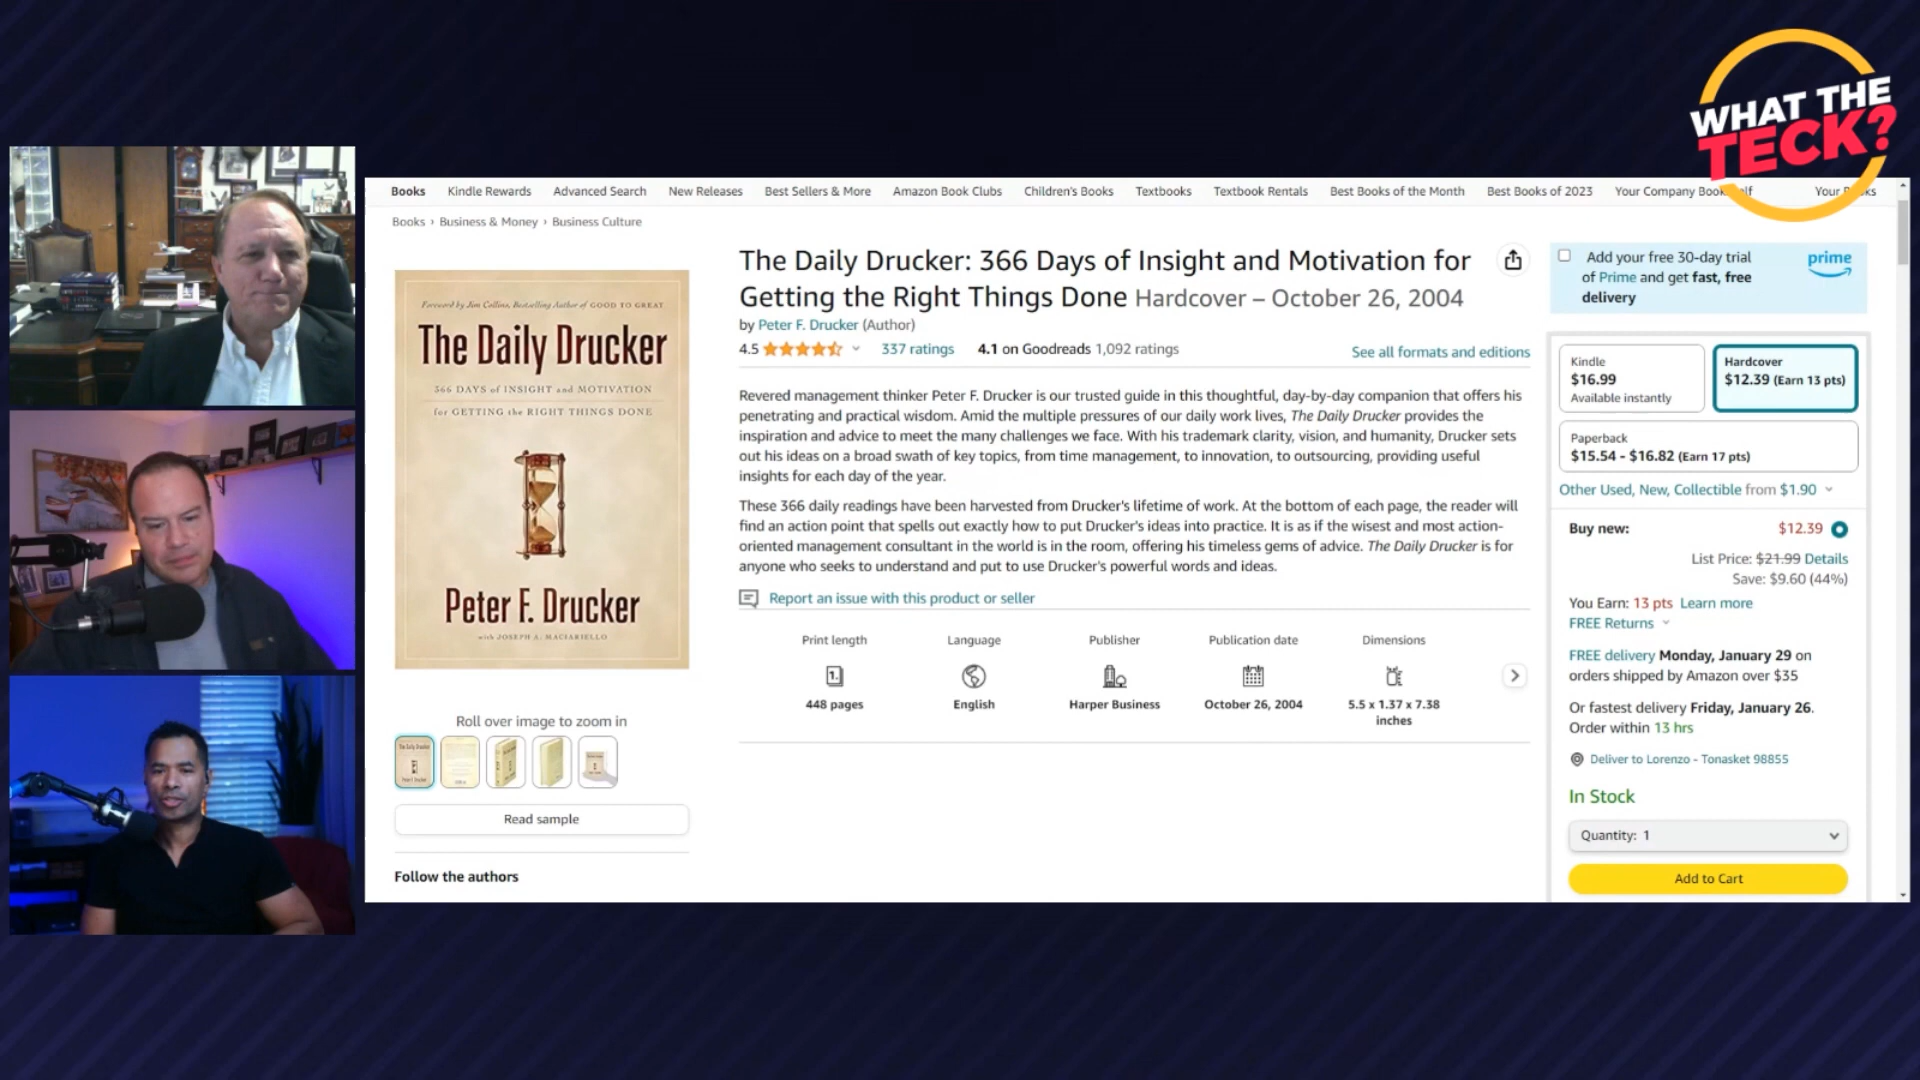 WHAT THE
TECK?
Books Kindle Rewards Advanced Search New Releases Best Sellers & More Amazon Book Clubs Children's Books Textbooks Textbook Rentals Best Books of the Month Best Books of 2023 Your Company
Books › Business & Money › Business Culture
Foreword by Jim Collins, Bestselling Author of GOOD TO GREAT
The Daily Drucker
366 DAYS of INSIGHT and MOTIVATION
for GETTING the RIGHT THINGS DONE
Peter F. Drucker
with JOSEPH A. MACIARIELLO
Roll over image to zoom in
Read sample
Follow the authors
The Daily Drucker: 366 Days of Insight and Motivation for
Getting the Right Things Done Hardcover – October 26, 2004
by Peter F. Drucker (Author)
4.5 337 ratings 4.1 on Goodreads 1,092 ratings
See all formats and editions
Revered management thinker Peter F. Drucker is our trusted guide in this thoughtful, day-by-day companion that offers his
penetrating and practical wisdom. Amid the multiple pressures of our daily work lives, The Daily Drucker provides the
inspiration and advice to meet the many challenges we face. With his trademark clarity, vision, and humanity, Drucker sets
out his ideas on a broad swath of key topics, from time management, to innovation, to outsourcing, providing useful
insights for each day of the year.
These 366 daily readings have been harvested from Drucker's lifetime of work. At the bottom of each page, the reader will
find an action point that spells out exactly how to put Drucker's ideas into practice. It is as if the wisest and most action-
oriented management consultant in the world is in the room, offering his timeless gems of advice. The Daily Drucker is for
anyone who seeks to understand and put to use Drucker's powerful words and ideas.
Report an issue with this product or seller
Print length
448 pages
Language
English
Publisher
Harper Business
Publication date
October 26, 2004
Dimensions
5.5 x 1.37 x 7.38
inches
Add your free 30-day trial
of Prime and get fast, free
delivery
prime
Kindle
$16.99
Available instantly
Hardcover
$12.39 (Earn 13 pts)
Paperback
$15.54 - $16.82 (Earn 17 pts)
Other Used, New, Collectible from $1.90
Buy new: $12.39
List Price: $21.99 Details
Save: $9.60 (44%)
You Earn: 13 pts Learn more
FREE Returns
FREE delivery Monday, January 29 on
orders shipped by Amazon over $35
Or fastest delivery Friday, January 26.
Order within 13 hrs
Deliver to Lorenzo - Tonasket 98855
In Stock
Quantity: 1
Add to Cart